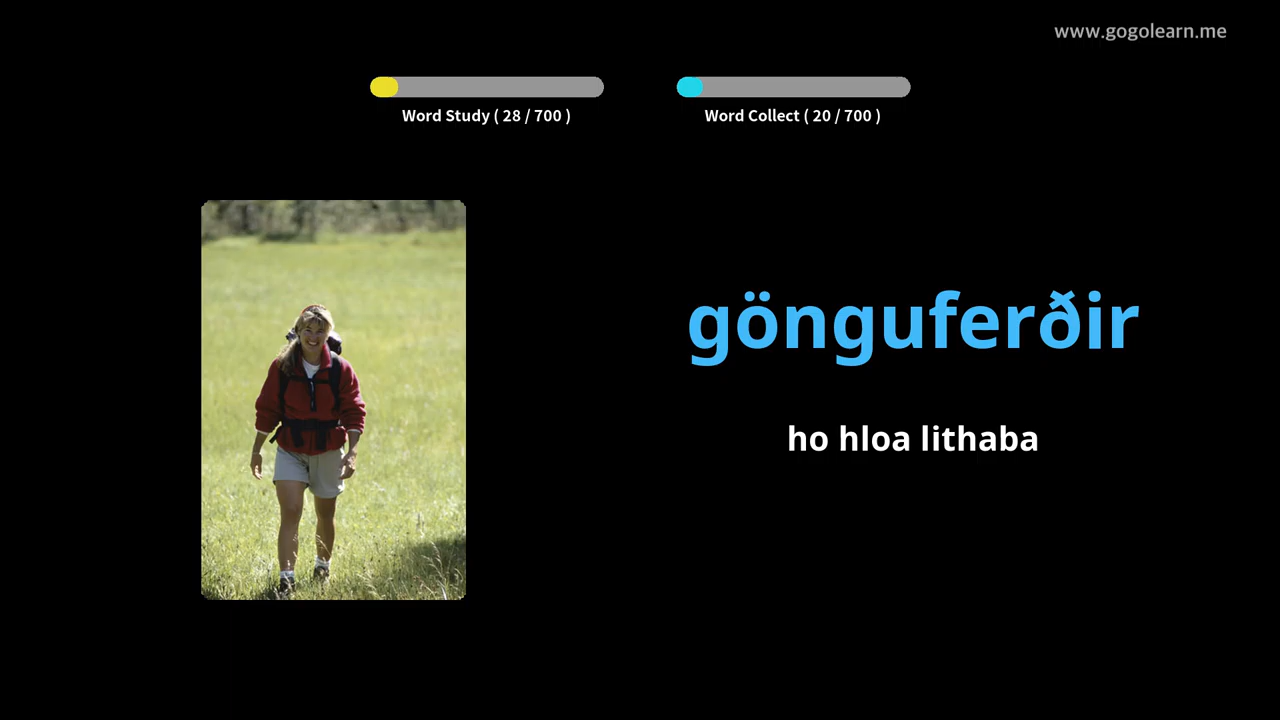 www.gogolearn.me
Word Study ( 28 / 700 )
Word Collect ( 20 / 700 )
gönguferðir
ho hloa lithaba